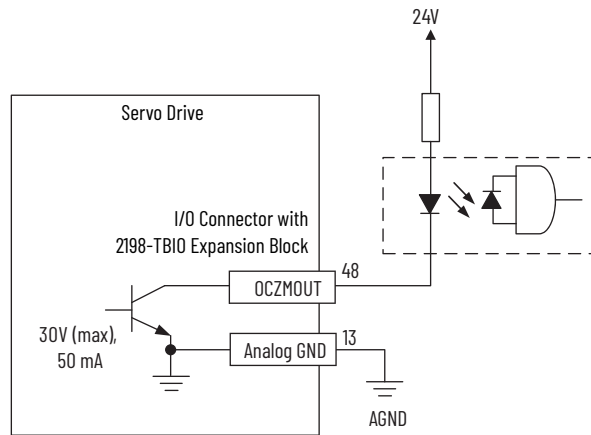 24V
Servo Drive
I/O Connector with
2198-TBIO Expansion Block
OCZMOUT
48
30V (max),
50 mA
Analog GND
13
AGND